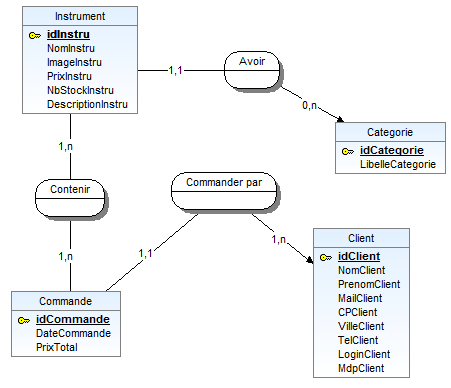 Instrument
idInstru
NomInstru
ImageInstru
PrixInstru
NbStockInstru
DescriptionInstru
1,1
Avoir
0,n
Categorie
idCategorie
LibelleCategorie
1,n
Contenir
1,n
Commander par
1,1
1,n
Commande
idCommande
DateCommande
PrixTotal
Client
idClient
NomClient
PrenomClient
MailClient
CPClient
VilleClient
TelClient
LoginClient
MdpClient